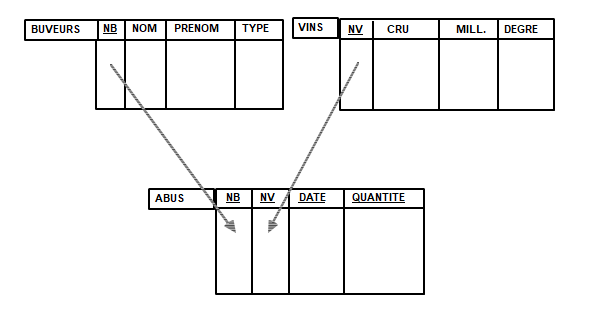 BUVEURS NB NOM PRENOM TYPE
VINS NV CRU MILL. DEGRE
ABUS NB NV DATE QUANTITE